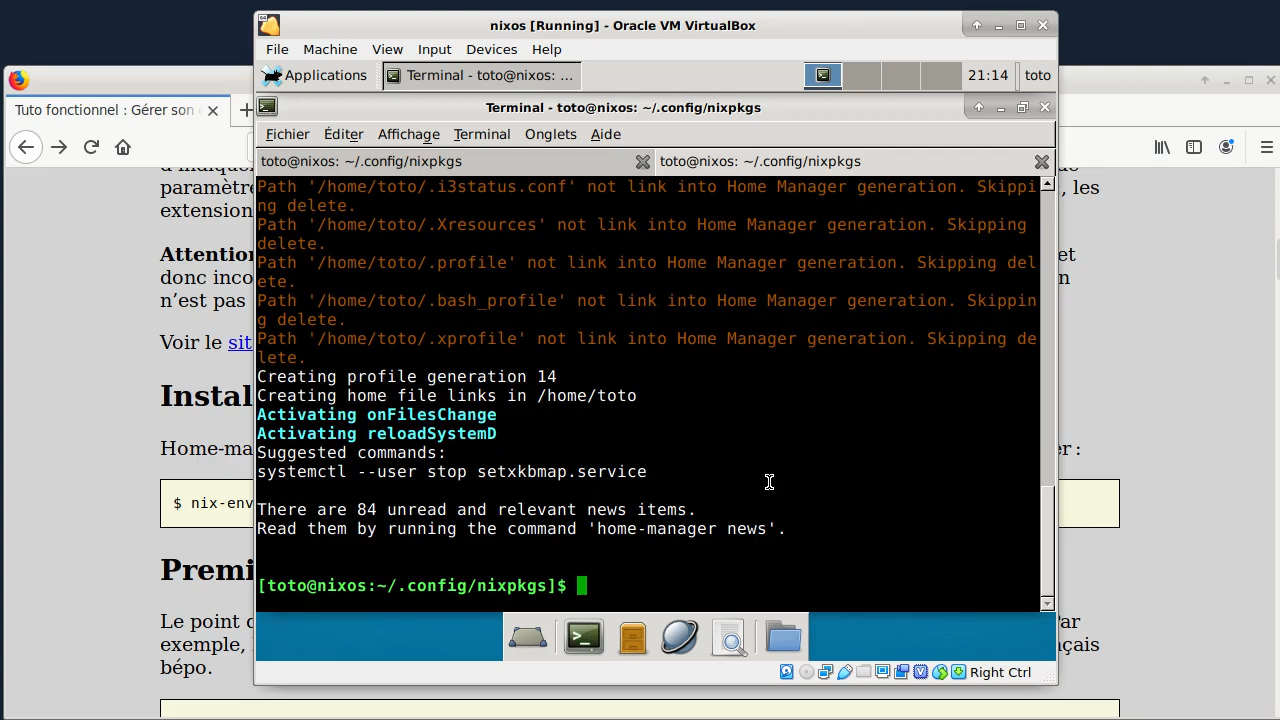 nixos [Running] - Oracle VM VirtualBox
File Machine View Input Devices Help
Applications Terminal - toto@nixos: ... 21:14 toto
Terminal - toto@nixos: ~/.config/nixpkgs
Tuto fonctionnel : Gérer son
Fichier Éditer Affichage Terminal Onglets Aide
toto@nixos: ~/.config/nixpkgs toto@nixos: ~/.config/nixpkgs
Path '/home/toto/.i3status.conf' not link into Home Manager generation. Skippi
ng delete.
Path '/home/toto/.Xresources' not link into Home Manager generation. Skipping
delete.
Path '/home/toto/.profile' not link into Home Manager generation. Skipping del
ete.
Path '/home/toto/.bash_profile' not link into Home Manager generation. Skippin
g delete.
Path '/home/toto/.xprofile' not link into Home Manager generation. Skipping de
lete.
Creating profile generation 14
Creating home file links in /home/toto
Activating onFilesChange
Activating reloadSystemD
Suggested commands:
systemctl --user stop setxkbmap.service
There are 84 unread and relevant news items.
Read them by running the command 'home-manager news'.
[toto@nixos:~/.config/nixpkgs]$
Right Ctrl
paramètre , les
extension
Attention et
donc inco n
n'est pas
Voir le sit
Instal
Home-ma er :
$ nix-env
Premi
Le point d Par
exemple, l nçais
bépo.